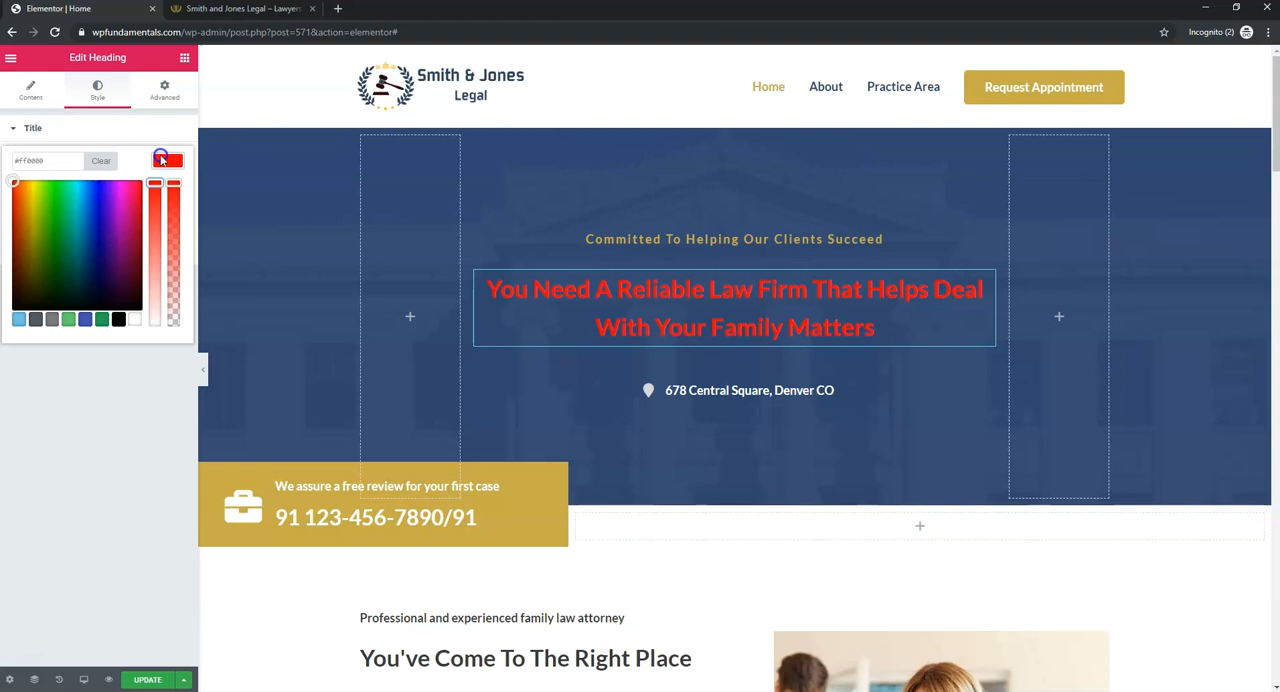 Elementor | Home
Smith and Jones Legal – Lawyers
wpfundamentals.com/wp-admin/post.php?post=571&action=elementor#
Incognito (2)
Edit Heading
Content
Style
Advanced
Title
#ff0000
Clear
UPDATE
Smith & Jones
Legal
Home
About
Practice Area
Request Appointment
Committed To Helping Our Clients Succeed
You Need A Reliable Law Firm That Helps Deal
With Your Family Matters
678 Central Square, Denver CO
We assure a free review for your first case
91 123-456-7890/91
Professional and experienced family law attorney
You've Come To The Right Place